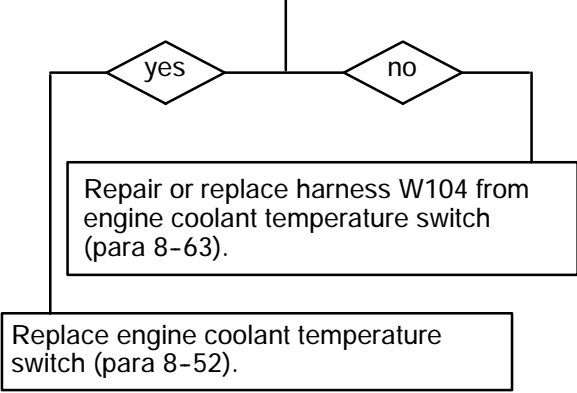 yes
no
Repair or replace harness W104 from
engine coolant temperature switch
(para 8-63).
Replace engine coolant temperature
switch (para 8-52).